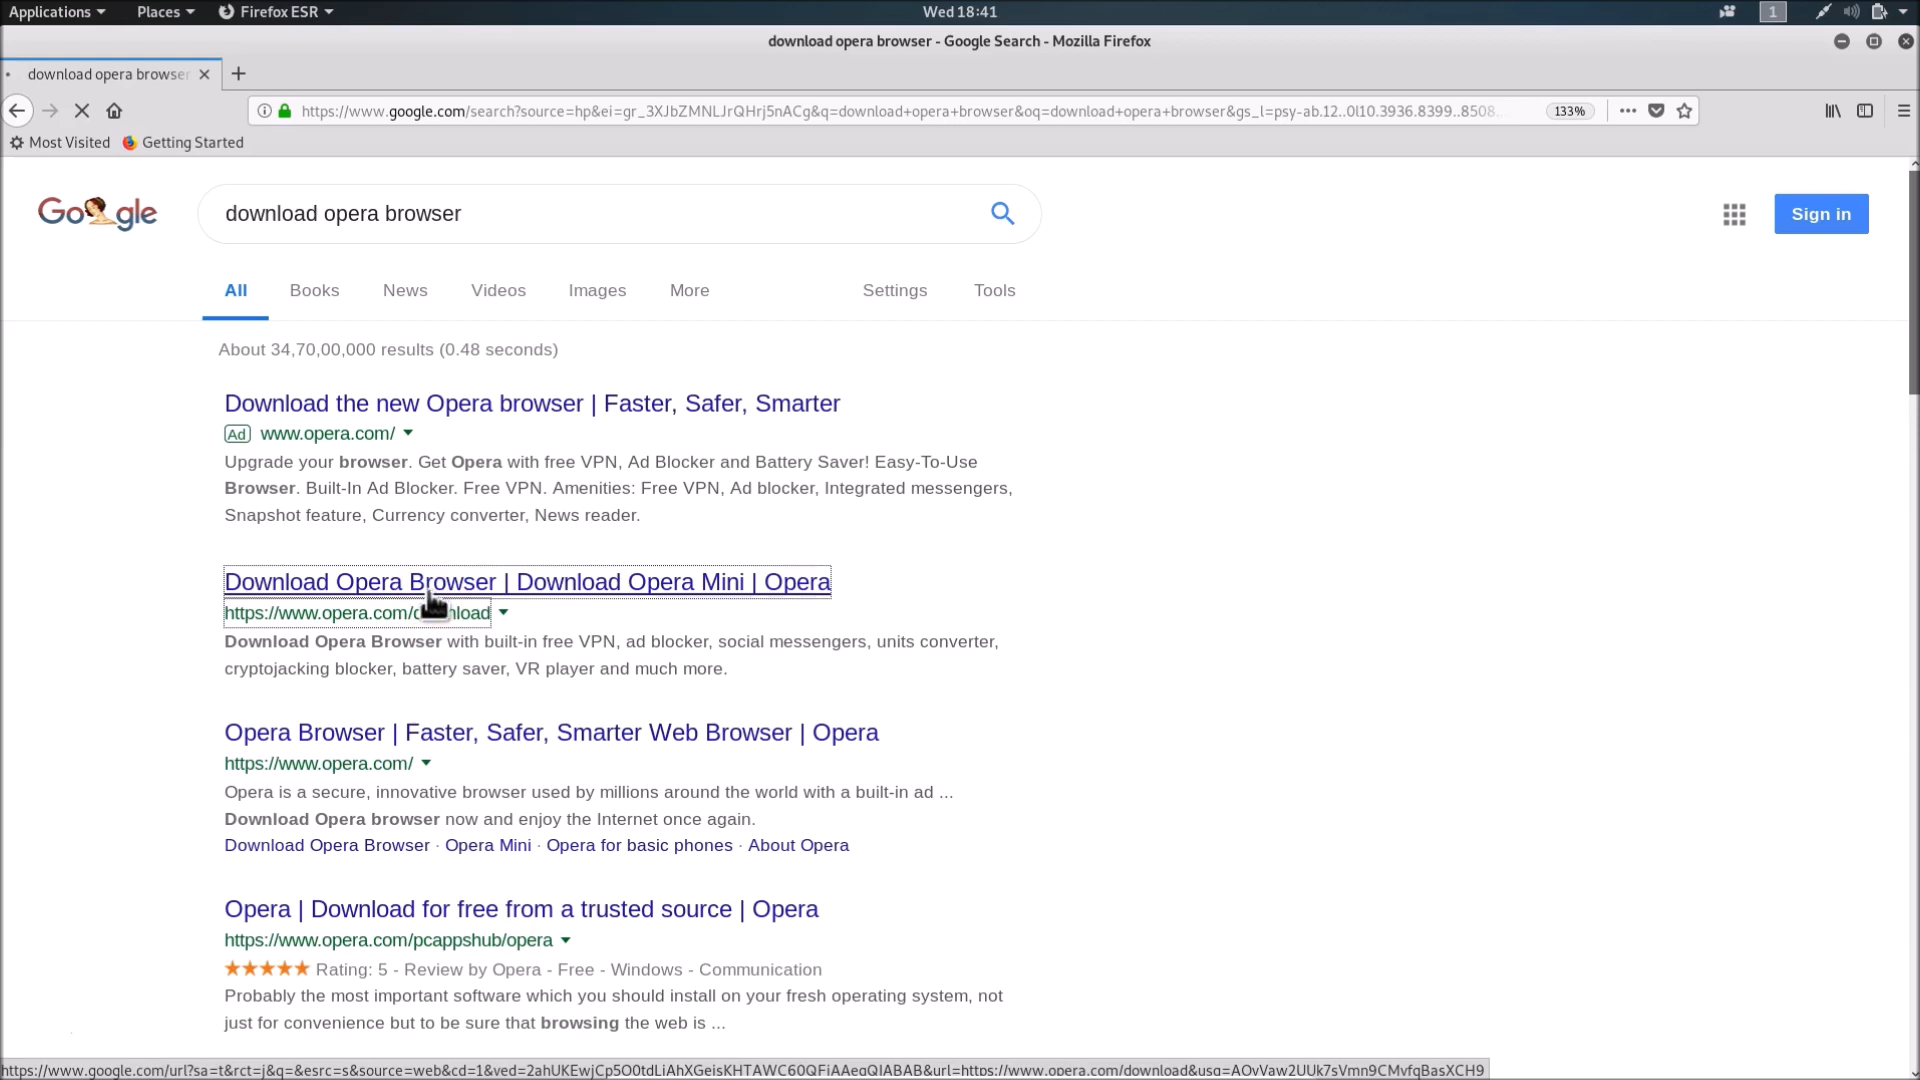 Applications Places Firefox ESR Wed 18:41 1
download opera browser - Google Search - Mozilla Firefox
download opera browser
https://www.google.com/search?source=hp&ei=gr_3XJbZMNLJrQHrj5nACg&q=download+opera+browser&oq=download+opera+browser&gs_l=psy-ab.12..0l10.3936.8399..8508... 133%
Most Visited Getting Started
Google download opera browser Sign in
All Books News Videos Images More Settings Tools
About 34,70,00,000 results (0.48 seconds)
Download the new Opera browser | Faster, Safer, Smarter
Ad www.opera.com/
Upgrade your browser. Get Opera with free VPN, Ad Blocker and Battery Saver! Easy-To-Use
Browser. Built-In Ad Blocker. Free VPN. Amenities: Free VPN, Ad blocker, Integrated messengers,
Snapshot feature, Currency converter, News reader.
Download Opera Browser | Download Opera Mini | Opera
https://www.opera.com/download
Download Opera Browser with built-in free VPN, ad blocker, social messengers, units converter,
cryptojacking blocker, battery saver, VR player and much more.
Opera Browser | Faster, Safer, Smarter Web Browser | Opera
https://www.opera.com/
Opera is a secure, innovative browser used by millions around the world with a built-in ad ...
Download Opera browser now and enjoy the Internet once again.
Download Opera Browser · Opera Mini · Opera for basic phones · About Opera
Opera | Download for free from a trusted source | Opera
https://www.opera.com/pcappshub/opera
★★★★★ Rating: 5 - Review by Opera - Free - Windows - Communication
Probably the most important software which you should install on your fresh operating system, not
just for convenience but to be sure that browsing the web is ...
https://www.google.com/url?sa=t&rct=j&q=&esrc=s&source=web&cd=1&ved=2ahUKEwjCp5O0tdLiAhXGeisKHTAWC60QFjAAegQIABAB&url=https://www.opera.com/download&usg=AOvVaw2UUk7sVmn9CMvfqBasXCH9